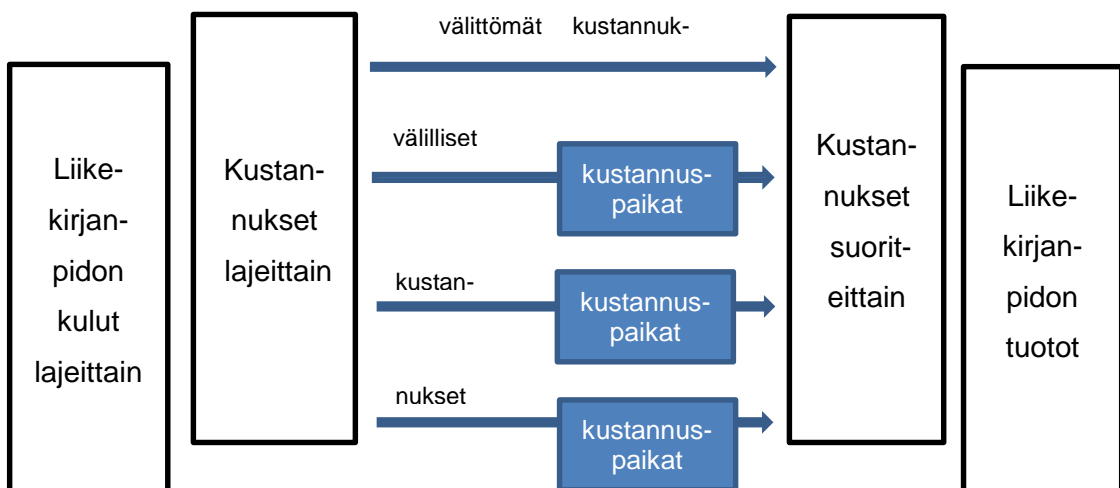 välittömät kustannuk-
Liike-
kirjan-
pidon
kulut
lajeittain
Kustan-
nukset
lajeittain
välilliset
kustannus-
paikat
kustan-
kustannus-
paikat
nukset
kustannus-
paikat
Kustan-
nukset
suorit-
eittain
Liike-
kirjan-
pidon
tuotot